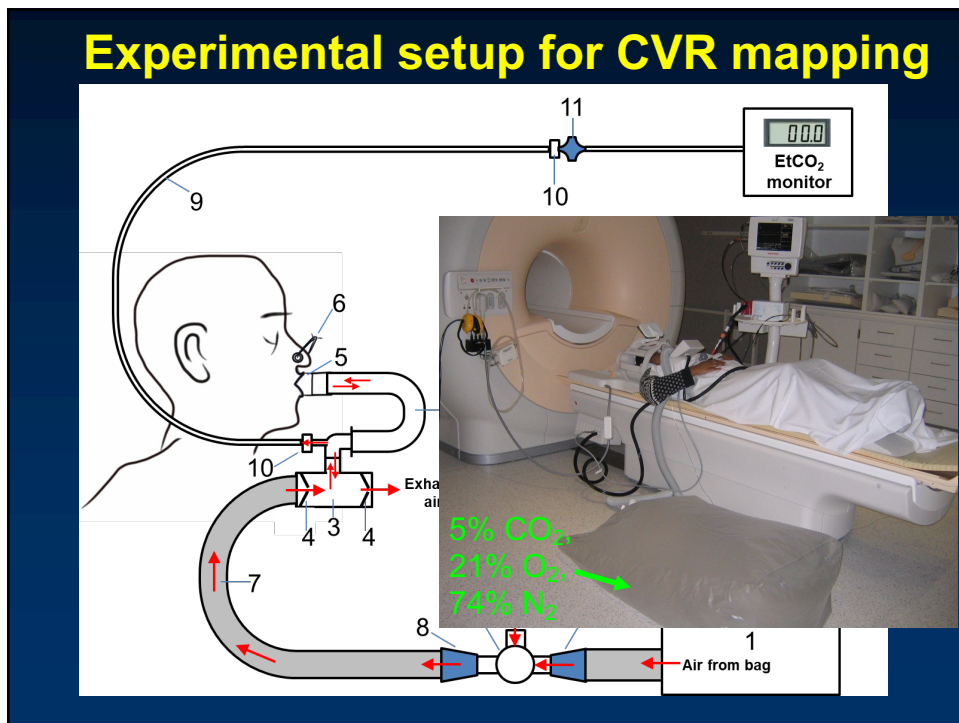 Experimental setup for CVR mapping
11
00.0
EtCO₂
monitor
10
9
6
5
10
Exha
air
4
3
4
7
5% CO₂,
21% O₂,
74% N₂
8
1
Air from bag